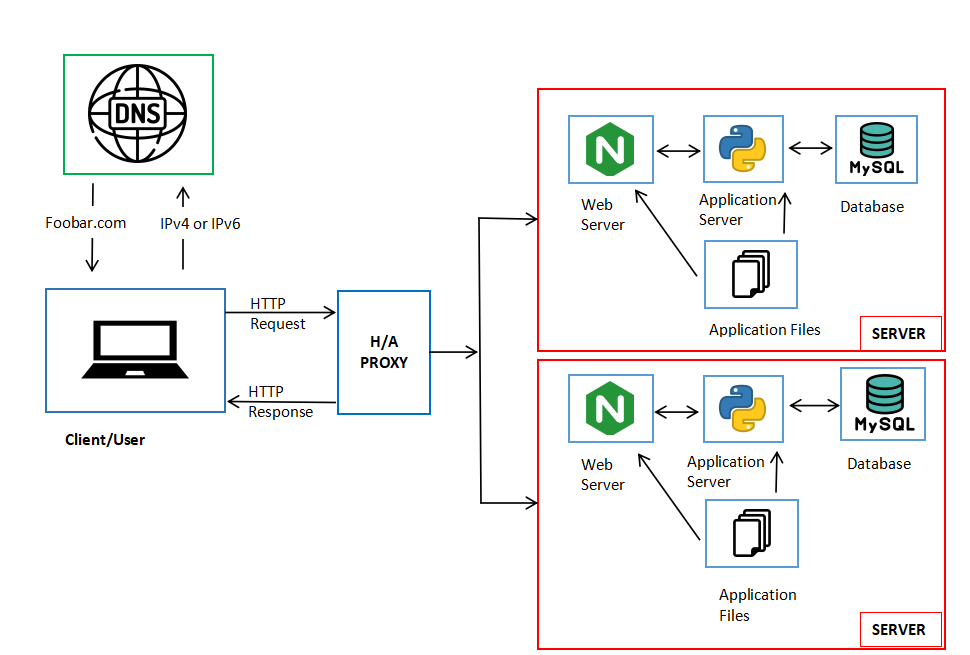 DNS
Foobar.com
IPv4 or IPv6
HTTP
Request
HTTP
Response
Client/User
H/A
PROXY
N
MySQL
Web
Server
Application
Server
Database
Application Files
SERVER
N
MySQL
Web
Server
Application
Server
Database
Application
Files
SERVER